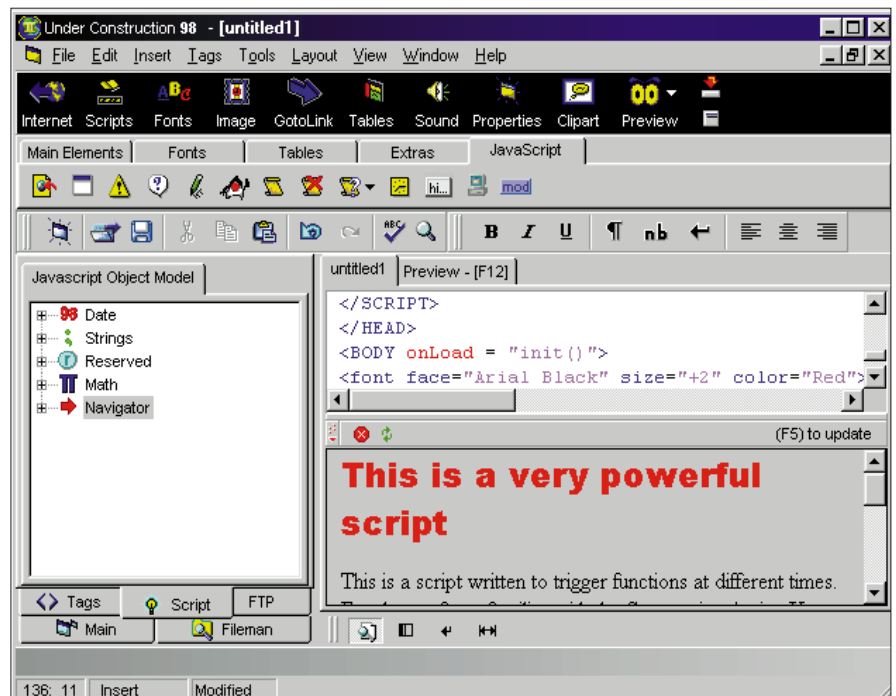 Under Construction 98 - [untitled1]
File Edit Insert Tags Tools Layout View Window Help
ABC
Internet Scripts Fonts Image GotoLink Tables Sound Properties Clipart Preview
Main Elements Fonts Tables Extras JavaScript
hi... mod
ABC B I U ¶ nb
Javascript Object Model
untitled1 Preview - [F12]
98 Date
Strings
r Reserved
Math
Navigator
</SCRIPT>
</HEAD>
<BODY onLoad = "init()">
<font face="Arial Black" size="+2" color="Red">
(F5) to update
This is a very powerful
script
This is a script written to trigger functions at different times.
Tags Script FTP
Main Fileman
136: 11 Insert Modified